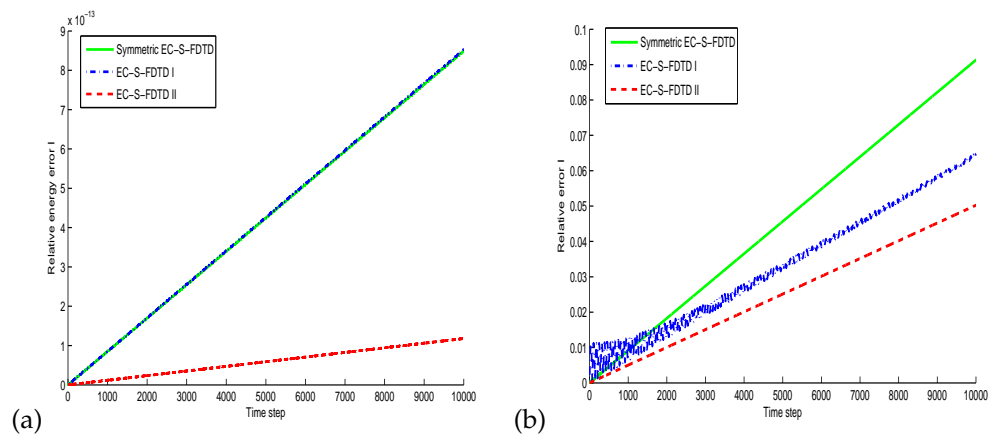 x 10−13
9
8
7
6
5
4
3
2
1
0
0 1000 2000 3000 4000 5000 6000 7000 8000 9000 10000
Time step
Relative energy error I
Symmetric EC−S−FDTD
EC−S−FDTD I
EC−S−FDTD II
(a)
0.1
0.09
0.08
0.07
0.06
0.05
0.04
0.03
0.02
0.01
0
0 1000 2000 3000 4000 5000 6000 7000 8000 9000 10000
Time step
Relative error I
Symmetric EC−S−FDTD
EC−S−FDTD I
EC−S−FDTD II
(b)